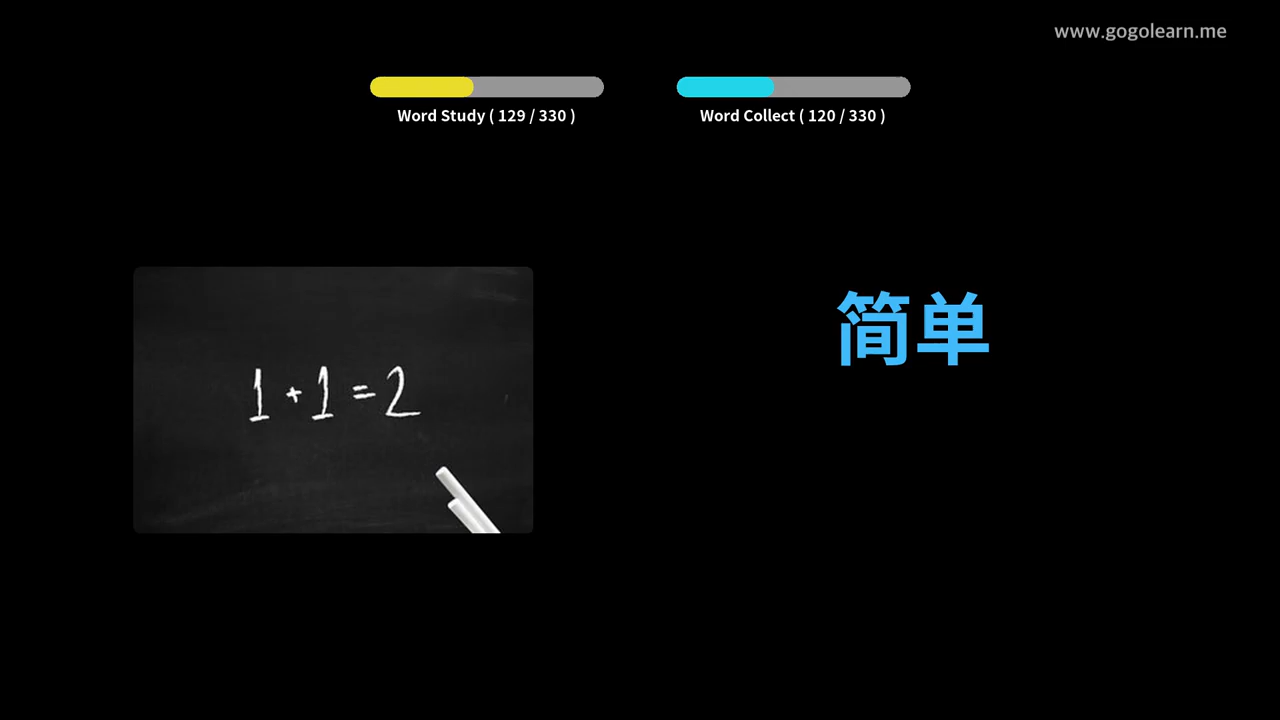 www.gogolearn.me
Word Study ( 129 / 330 )
Word Collect ( 120 / 330 )
简单
1 + 1 = 2